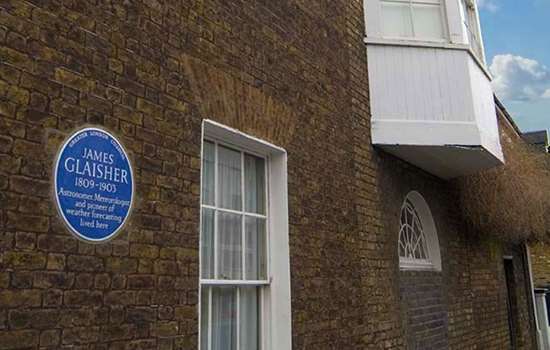 GREATER LONDON COUNCIL
JAMES
GLAISHER
1809-1903
Astronomer, Meteorologist
and pioneer of
weather forecasting
lived here